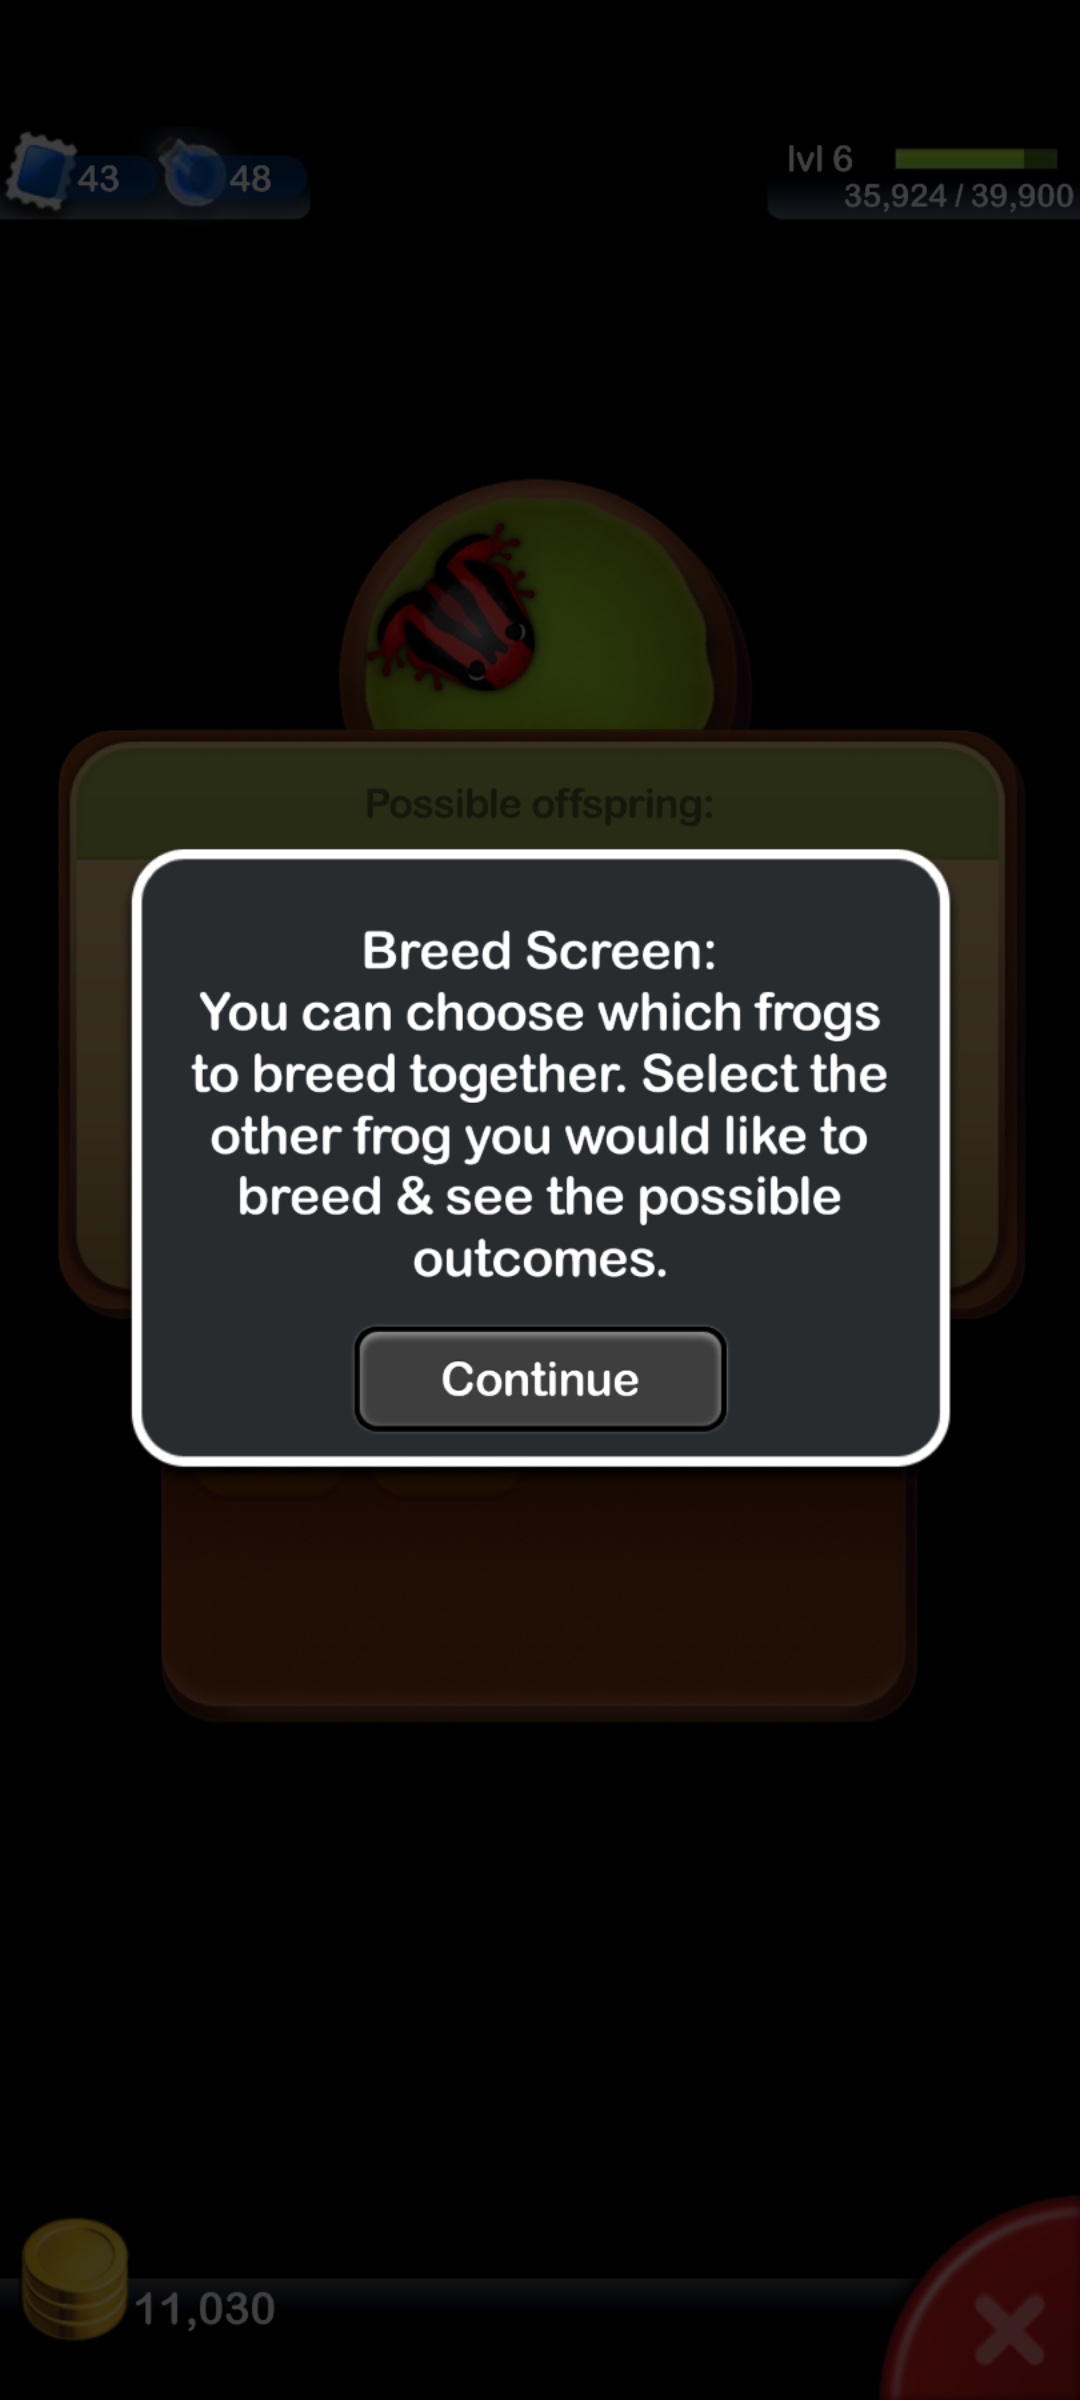 43
48
lvl 6
35,924 / 39,900
Possible offspring:
Breed Screen:
You can choose which frogs
to breed together. Select the
other frog you would like to
breed & see the possible
outcomes.
Continue
11,030